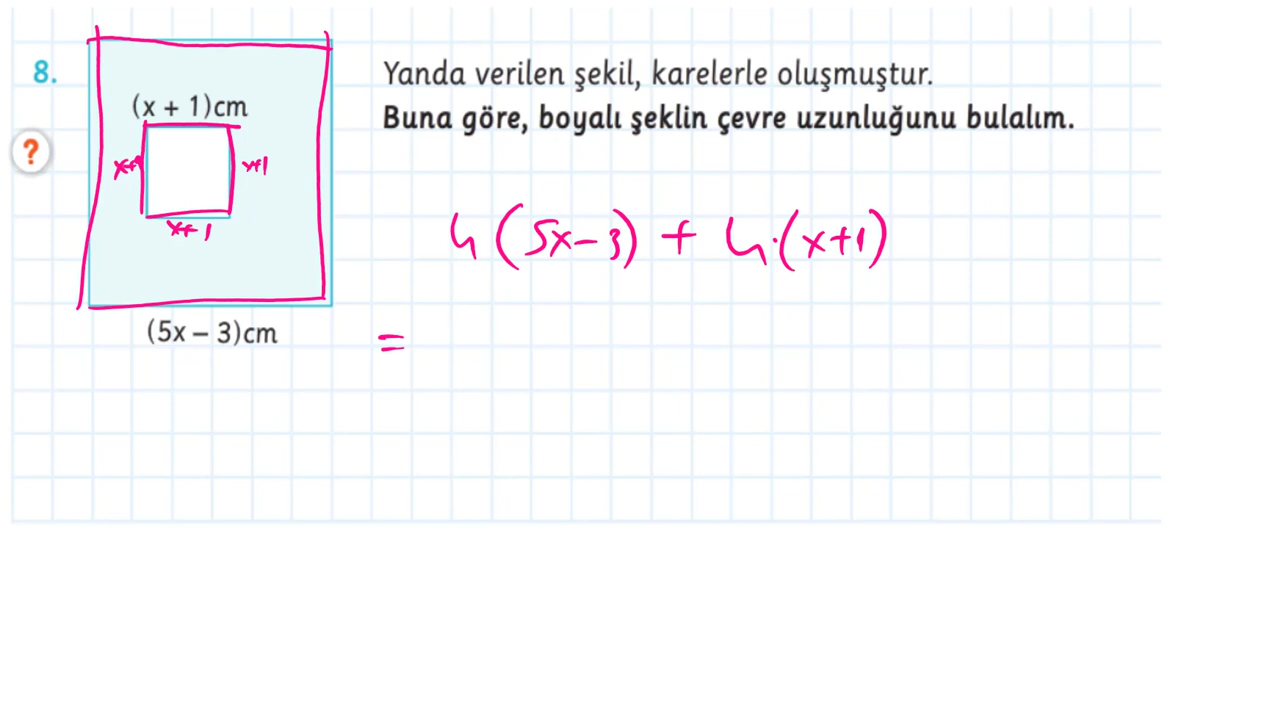 8.
Yanda verilen şekil, karelerle oluşmuştur.
Buna göre, boyalı şeklin çevre uzunluğunu bulalım.
?
(x + 1)cm
x+1
x+1
x+1
(5x – 3)cm
4(5x-3) + 4·(x+1)
=